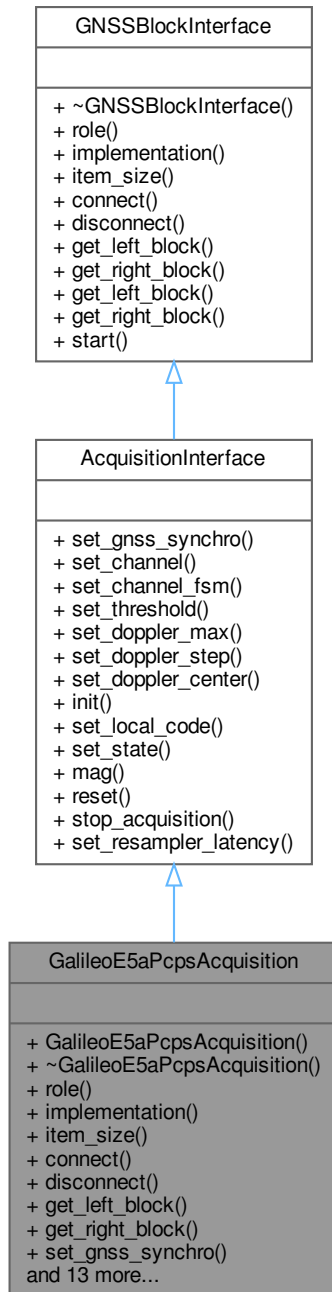 GNSSBlockInterface
+ ~GNSSBlockInterface()
+ role()
+ implementation()
+ item_size()
+ connect()
+ disconnect()
+ get_left_block()
+ get_right_block()
+ get_left_block()
+ get_right_block()
+ start()
AcquisitionInterface
+ set_gnss_synchro()
+ set_channel()
+ set_channel_fsm()
+ set_threshold()
+ set_doppler_max()
+ set_doppler_step()
+ set_doppler_center()
+ init()
+ set_local_code()
+ set_state()
+ mag()
+ reset()
+ stop_acquisition()
+ set_resampler_latency()
GalileoE5aPcpsAcquisition
+ GalileoE5aPcpsAcquisition()
+ ~GalileoE5aPcpsAcquisition()
+ role()
+ implementation()
+ item_size()
+ connect()
+ disconnect()
+ get_left_block()
+ get_right_block()
+ set_gnss_synchro()
and 13 more...